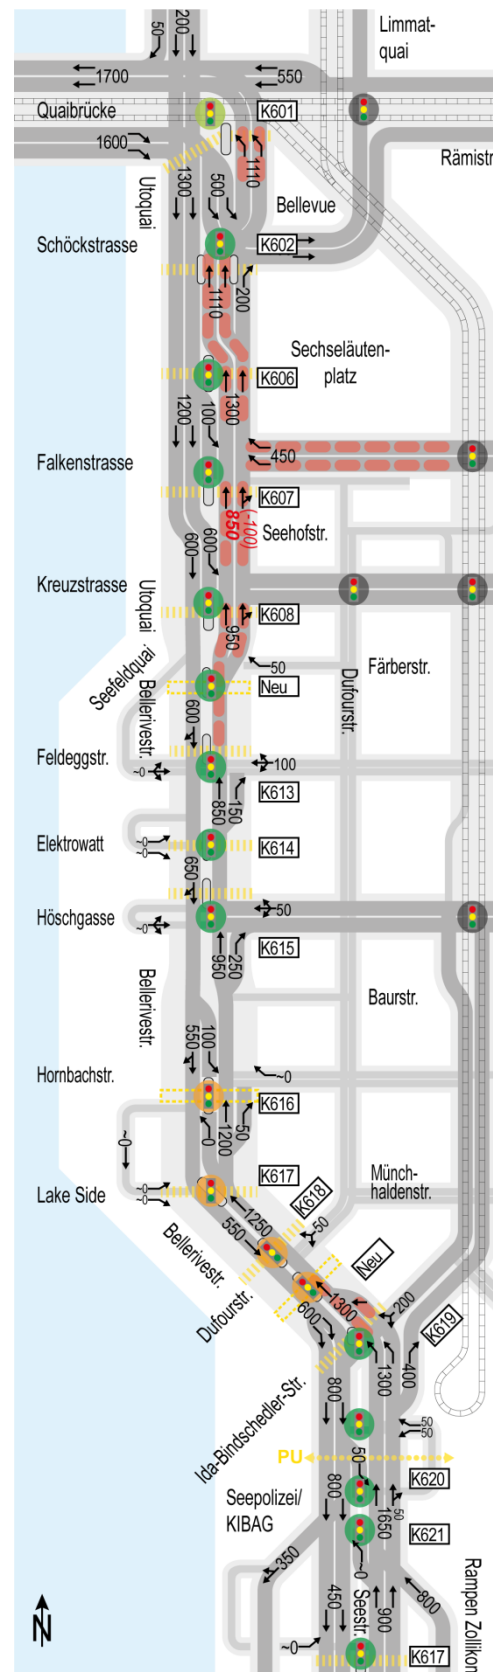 50
200
Limmat-
quai
1700
550
Quaibrücke
K601
1600
Rämistr
1300
500
1110
Utoquai
Bellevue
Schöckstrasse
K602
1110
200
Sechseläuten-
platz
K606
1200
100
1300
450
Falkenstrasse
K607
850
(-100)
Seehofstr.
600
600
Kreuzstrasse
K608
Utoquai
950
Seefeldquai
50
Färberstr.
Neu
Dufourstr.
Bellerivestr.
600
Feldeggstr.
~0
100
K613
850
150
Elektrowatt
~0
~0
K614
650
Höschgasse
~0
50
K615
950
250
Bellerivestr.
Baurstr.
550
100
Hornbachstr.
~0
K616
~0
0
1200
50
K617
Münch-
haldenstr.
Lake Side
~0
~0
K618
1250
50
550
Bellerivestr.
Dufourstr.
Neu
1300
600
200
K619
Ida-Bindschedler-Str.
1300
400
800
50
50
PU
50
K620
Seepolizei/
KIBAG
800
50
1650
K621
350
~0
Rampen Zollikon
450
Seestr.
900
800
~0
N
K617